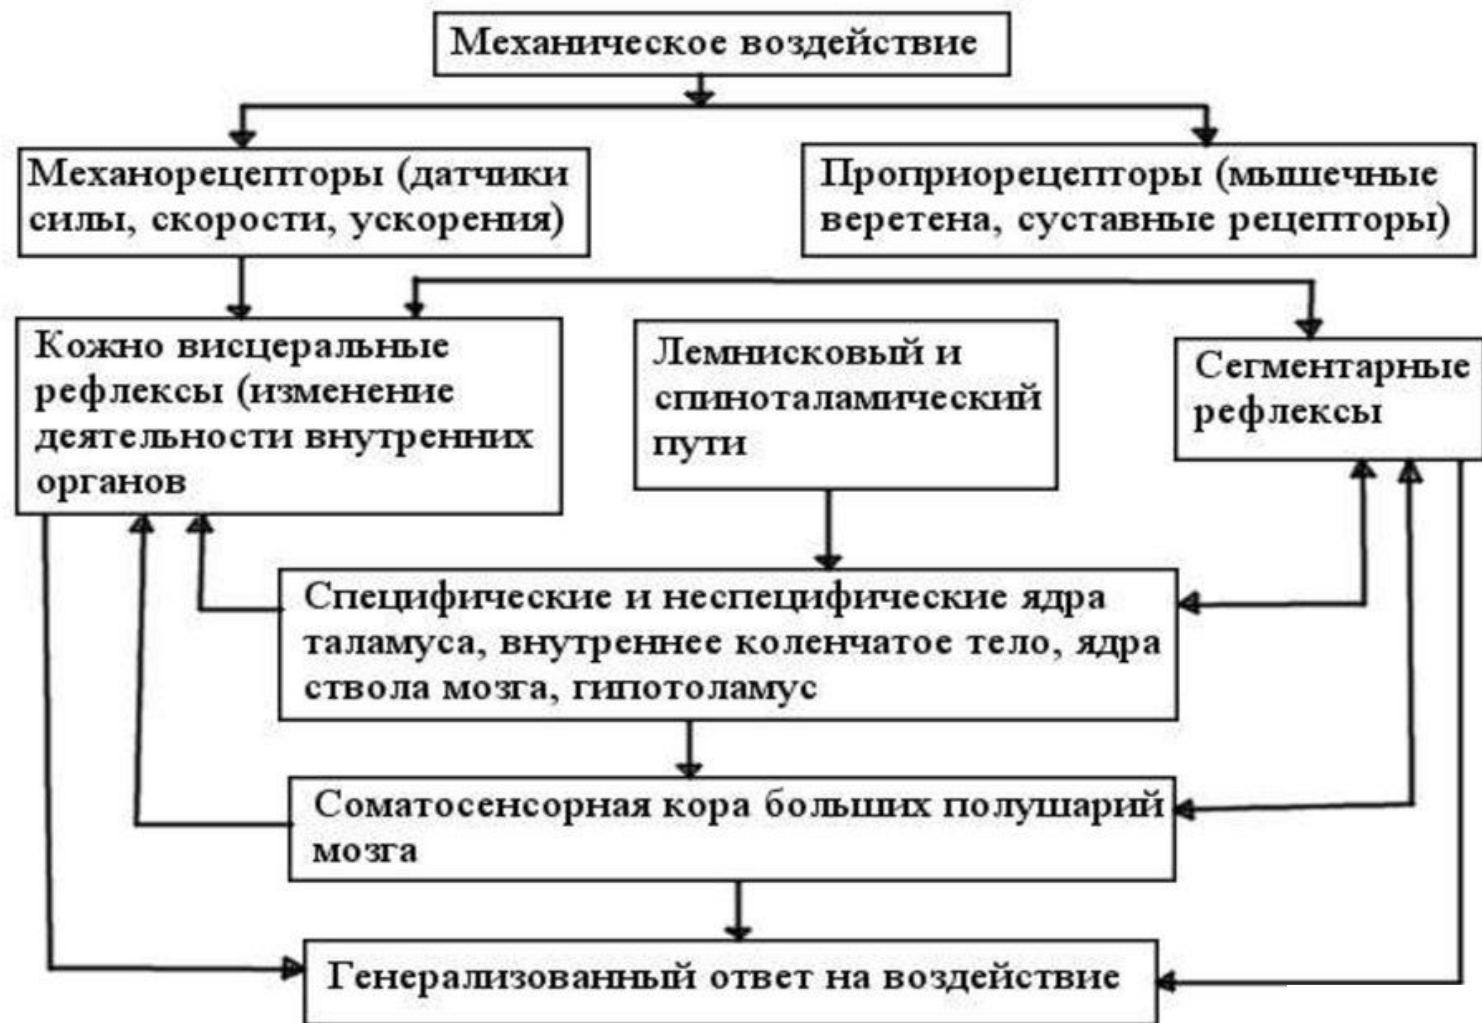 Механическое воздействие
Механорецепторы (датчики
силы, скорости, ускорения)
Проприорецепторы (мышечные
веретена, суставные рецепторы)
Кожно висцеральные
рефлексы (изменение
деятельности внутренних
органов
Лемнисковый и
спиноталамический
пути
Сегментарные
рефлексы
Специфические и неспецифические ядра
таламуса, внутреннее коленчатое тело, ядра
ствола мозга, гипотоламус
Соматосенсорная кора больших полушарий
мозга
Генерализованный ответ на воздействие